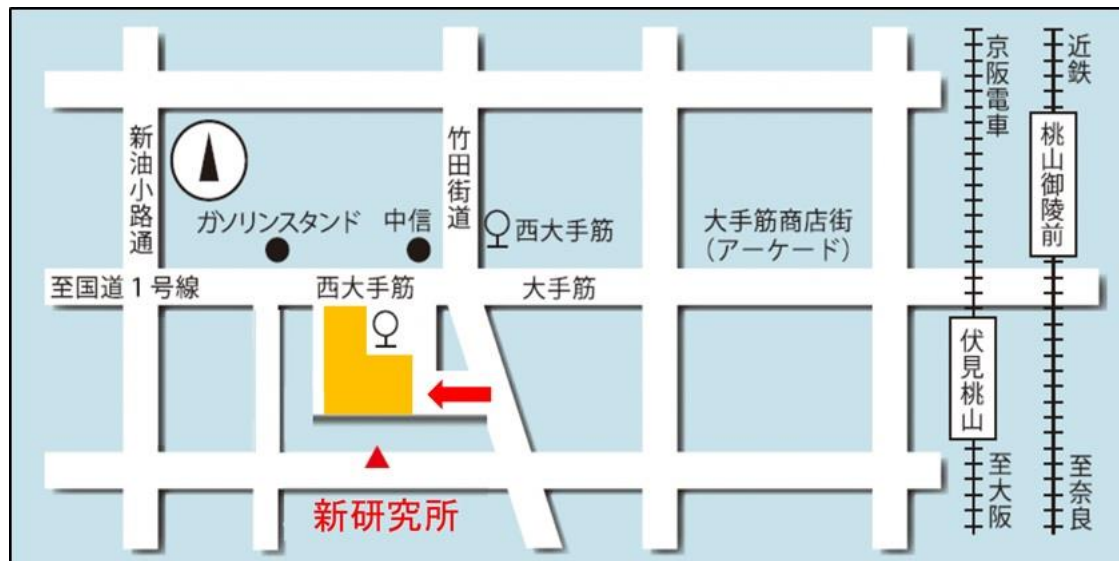 京阪電車
近鉄
新油小路通
竹田街道
桃山御陵前
ガソリンスタンド
中信
西大手筋
大手筋商店街
（アーケード）
至国道１号線
西大手筋
大手筋
伏見桃山
至大阪
至奈良
新研究所